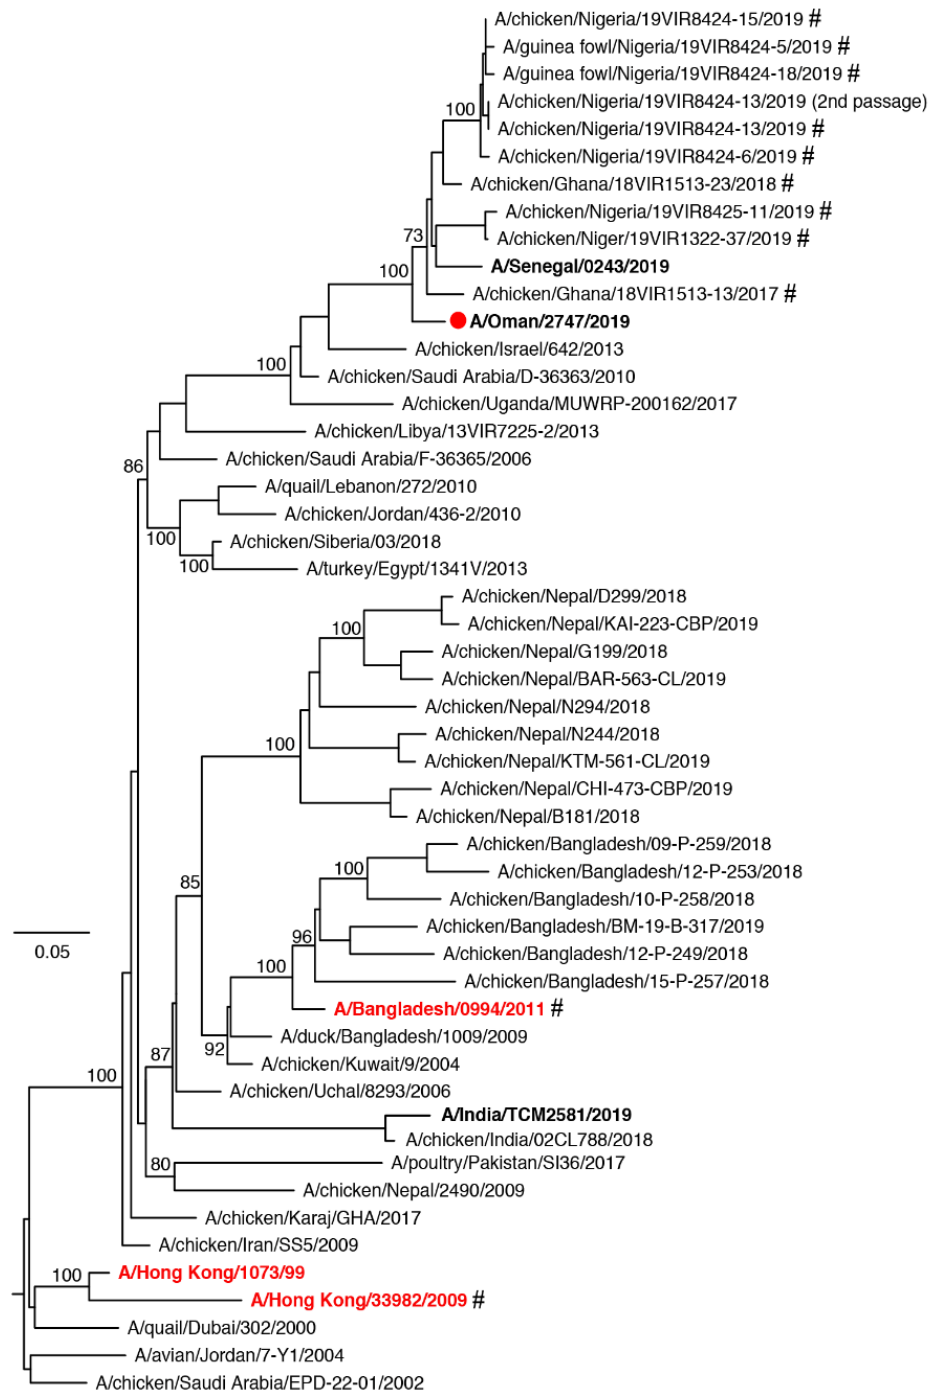 A/chicken/Nigeria/19VIR8424-15/2019 #
A/guinea fowl/Nigeria/19VIR8424-5/2019 #
A/guinea fowl/Nigeria/19VIR8424-18/2019 #
A/chicken/Nigeria/19VIR8424-13/2019 (2nd passage)
100
A/chicken/Nigeria/19VIR8424-13/2019 #
A/chicken/Nigeria/19VIR8424-6/2019 #
A/chicken/Ghana/18VIR1513-23/2018 #
A/chicken/Nigeria/19VIR8425-11/2019 #
73
A/chicken/Niger/19VIR1322-37/2019 #
A/Senegal/0243/2019
100
A/chicken/Ghana/18VIR1513-13/2017 #
A/Oman/2747/2019
A/chicken/Israel/642/2013
100
A/chicken/Saudi Arabia/D-36363/2010
A/chicken/Uganda/MUWRP-200162/2017
A/chicken/Libya/13VIR7225-2/2013
A/chicken/Saudi Arabia/F-36365/2006
86
A/quail/Lebanon/272/2010
A/chicken/Jordan/436-2/2010
100
A/chicken/Siberia/03/2018
100
A/turkey/Egypt/1341V/2013
A/chicken/Nepal/D299/2018
A/chicken/Nepal/KAI-223-CBP/2019
100
A/chicken/Nepal/G199/2018
A/chicken/Nepal/BAR-563-CL/2019
A/chicken/Nepal/N294/2018
A/chicken/Nepal/N244/2018
100
A/chicken/Nepal/KTM-561-CL/2019
A/chicken/Nepal/CHI-473-CBP/2019
A/chicken/Nepal/B181/2018
A/chicken/Bangladesh/09-P-259/2018
100
A/chicken/Bangladesh/12-P-253/2018
85
A/chicken/Bangladesh/10-P-258/2018
A/chicken/Bangladesh/BM-19-B-317/2019
96
0.05
A/chicken/Bangladesh/12-P-249/2018
100
A/chicken/Bangladesh/15-P-257/2018
A/Bangladesh/0994/2011 #
A/duck/Bangladesh/1009/2009
92
87
A/chicken/Kuwait/9/2004
100
A/chicken/Uchal/8293/2006
A/India/TCM2581/2019
A/chicken/India/02CL788/2018
80
A/poultry/Pakistan/SI36/2017
A/chicken/Nepal/2490/2009
A/chicken/Karaj/GHA/2017
A/chicken/Iran/SS5/2009
100
A/Hong Kong/1073/99
A/Hong Kong/33982/2009 #
A/quail/Dubai/302/2000
A/avian/Jordan/7-Y1/2004
A/chicken/Saudi Arabia/EPD-22-01/2002